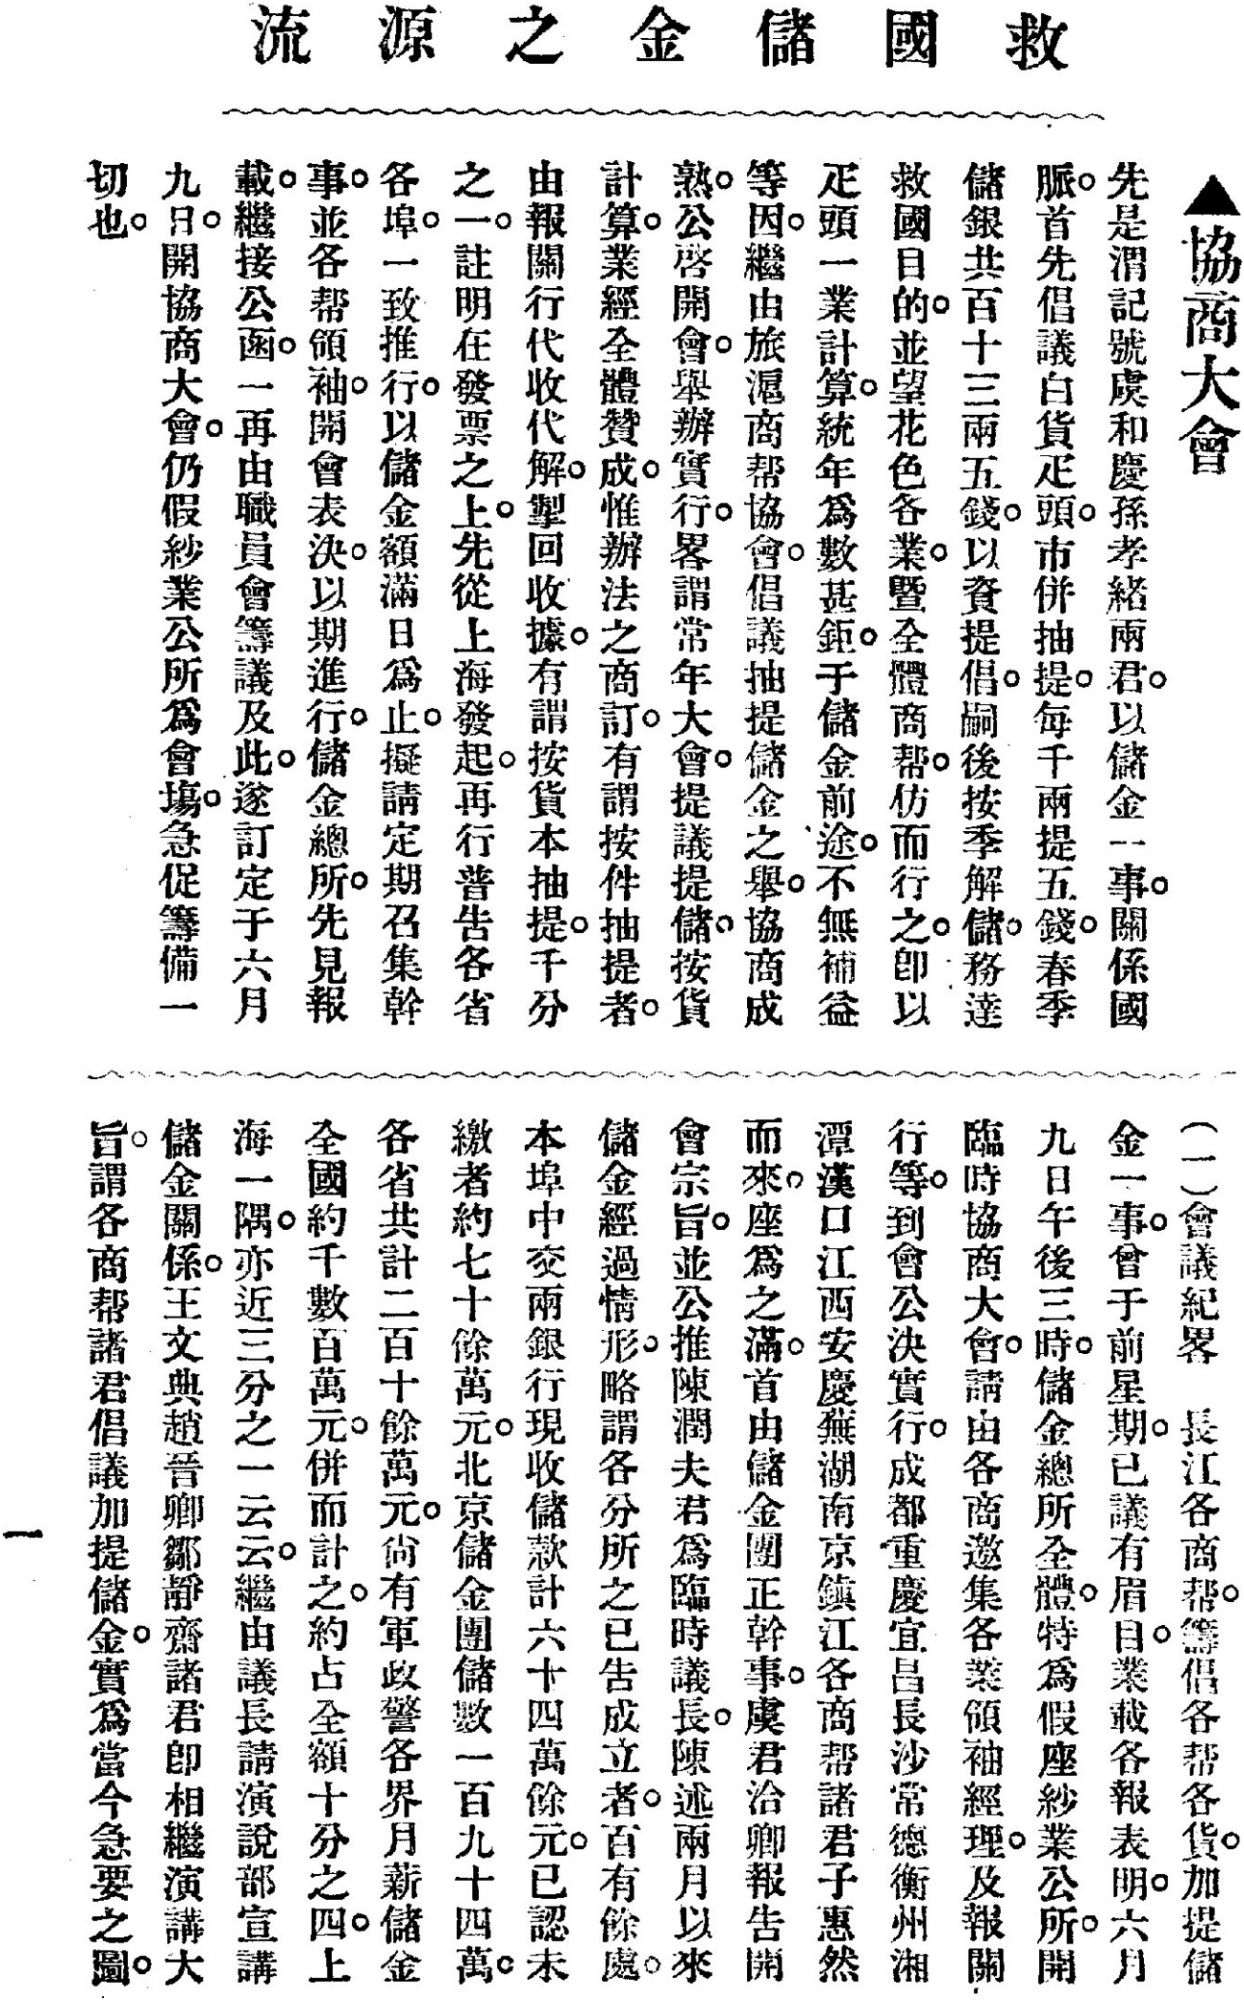 救國儲金之源流
▲協商大會
先是渭記號虞和慶孫孝緒兩君。以儲金一事。關係國
脈。首先倡議白貨疋頭。市併抽提。每千兩提五錢。春季
儲銀共百十三兩五錢。以資提倡。嗣後按季解儲。務達
救國目的。並望花色各業。暨全體商帮。仿而行之。卽以
疋頭一業計算。統年爲數甚鉅。于儲金前途。不無補益
等因。繼由旅滬商帮協會。倡議抽提儲金之舉。協商成
熟。公啓開會。舉辦實行。畧謂常年大會。提議提儲。按貨
計算。業經全體贊成。惟辦法之商訂。有謂按件抽提者。
由報關行代收代解。掣回收據。有謂按貨本抽提。千分
之一。註明在發票之上。先從上海發起。再行普告各省
各埠。一致推行。以儲金額滿日爲止。擬請定期召集幹
事。並各帮領袖。開會表決。以期進行。儲金總所。先見報
載。繼接公函。一再由職員會籌議及此。遂訂定于六月
九日。開協商大會。仍假紗業公所爲會塲。急促籌備一
切也。
（一）會議紀畧　長江各商帮。籌倡各帮各貨。加提儲
金一事。曾于前星期。已議有眉目。業載各報表明。六月
九日午後三時。儲金總所全體。特爲假座紗業公所。開
臨時協商大會。請由各商邀集各業領袖經理。及報關
行等。到會公決實行。成都重慶宜昌長沙常德衡州湘
潭漢口江西安慶蕪湖南京鎮江各商帮諸君子惠然
而來。座爲之滿。首由儲金團正幹事。虞君洽卿報告開
會宗旨。並公推陳潤夫君爲臨時議長。陳述兩月以來
儲金經過情形。略謂各分所之已告成立者。百有餘處。
本埠中交兩銀行現收儲款計六十四萬餘元。已認未
繳者約七十餘萬元。北京儲金團儲數一百九十四萬。
各省共計二百十餘萬元。尙有軍政警各界月薪儲金
全國約千數百萬元。併而計之。約占全額十分之四。上
海一隅。亦近三分之一云云。繼由議長請演說部宣講
儲金關係。王文典趙晉卿鄒靜齋諸君卽相繼演講大
旨。謂各商帮諸君倡議加提儲金。實爲當今急要之圖。
一